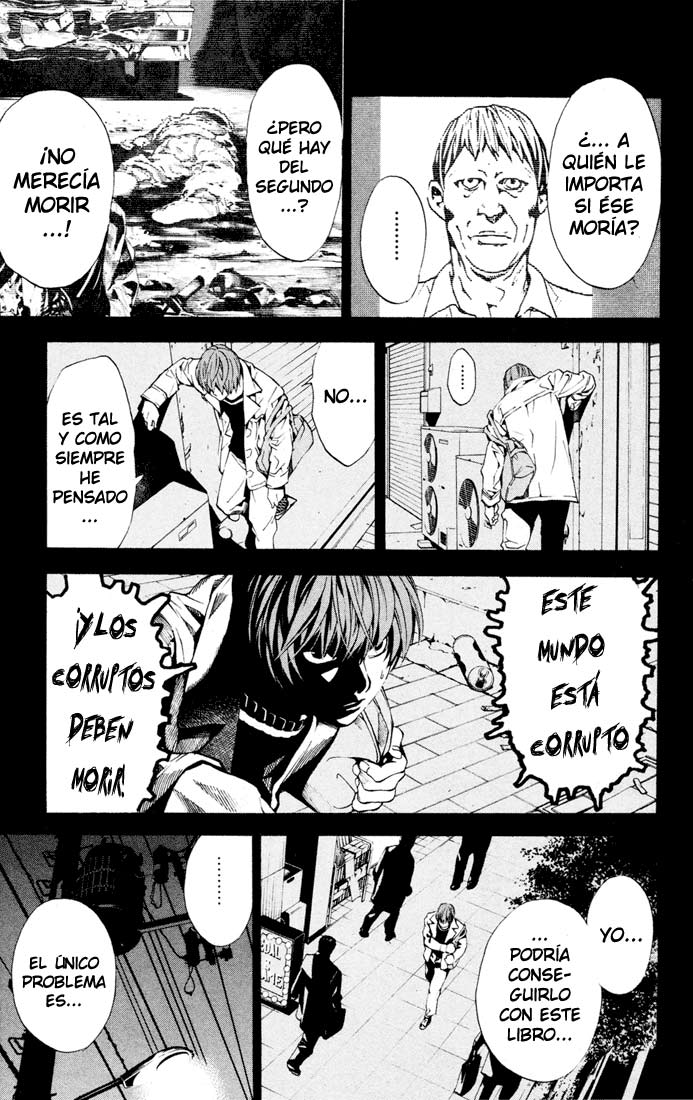 ¿... A
QUIÉN LE
IMPORTA
SI ÉSE
MORÍA?
.......
¿PERO
QUÉ HAY
DEL
SEGUNDO
...?
¡NO
MERECÍA
MORIR
...!
......
NO...
ES TAL
Y COMO
SIEMPRE
HE
PENSADO
...
ESTE
MUNDO
ESTÁ
CORRUPTO
¡Y LOS
CORRUPTOS
DEBEN
MORIR!
YO...
...
PODRÍA
CONSE-
GUIRLO
CON ESTE
LIBRO...
......
EL ÚNICO
PROBLEMA
ES...